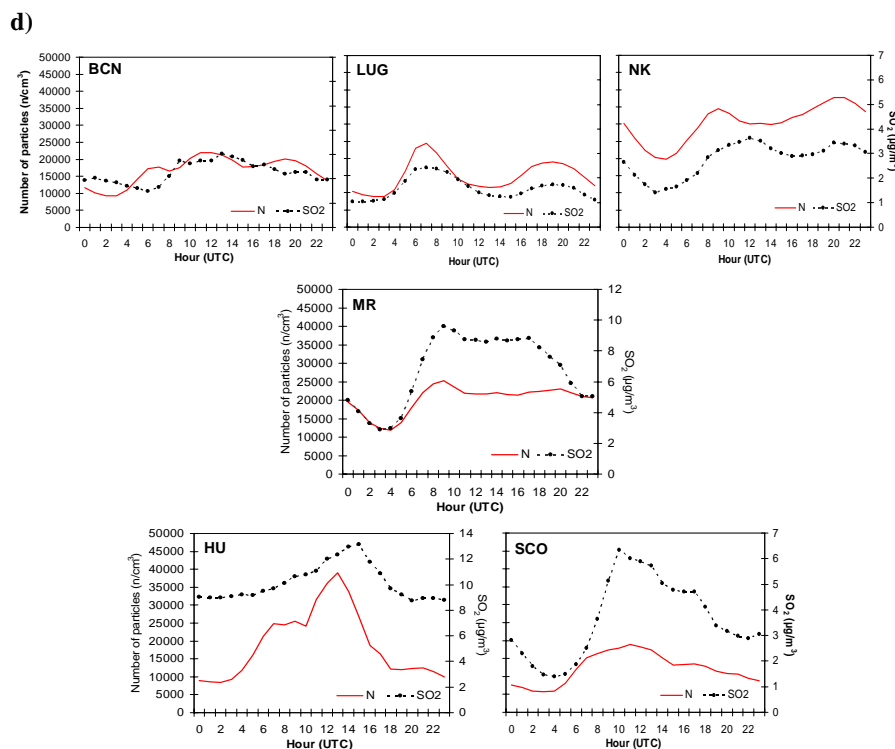 d)
BCN
LUG
NK
50000
45000
40000
35000
30000
25000
20000
15000
10000
5000
0
Number of particles (n/cm³)
7
6
5
4
3
2
1
0
SO₂ (µg/m³)
N SO2
N SO2
N SO2
0 2 4 6 8 10 12 14 16 18 20 22
0 2 4 6 8 10 12 14 16 18 20 22
0 2 4 6 8 10 12 14 16 18 20 22
Hour (UTC)
Hour (UTC)
Hour (UTC)
MR
50000
45000
40000
35000
30000
25000
20000
15000
10000
5000
0
Number of particles (n/cm³)
12
10
8
6
4
2
0
SO₂ (µg/m³)
N SO2
0 2 4 6 8 10 12 14 16 18 20 22
Hour (UTC)
HU
50000
45000
40000
35000
30000
25000
20000
15000
10000
5000
0
Number of particles (n/cm³)
14
12
10
8
6
4
2
0
SO₂ (µg/m³)
N SO2
0 2 4 6 8 10 12 14 16 18 20 22
Hour (UTC)
SCO
7
6
5
4
3
2
1
0
SO₂ (µg/m³)
N SO2
0 2 4 6 8 10 12 14 16 18 20 22
Hour (UTC)